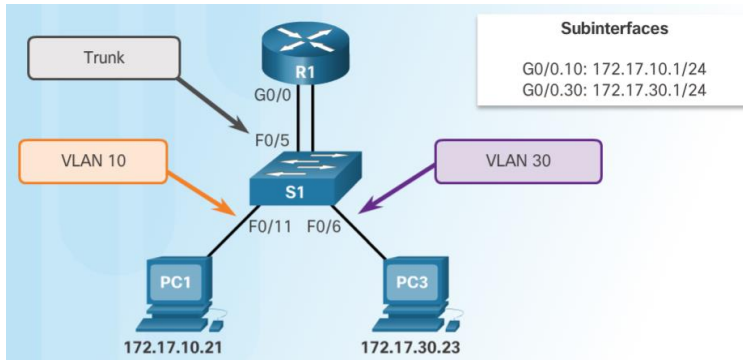 Subinterfaces
G0/0.10: 172.17.10.1/24
G0/0.30: 172.17.30.1/24
Trunk
R1
G0/0
F0/5
VLAN 10
VLAN 30
S1
F0/11 F0/6
PC1
PC3
172.17.10.21
172.17.30.23